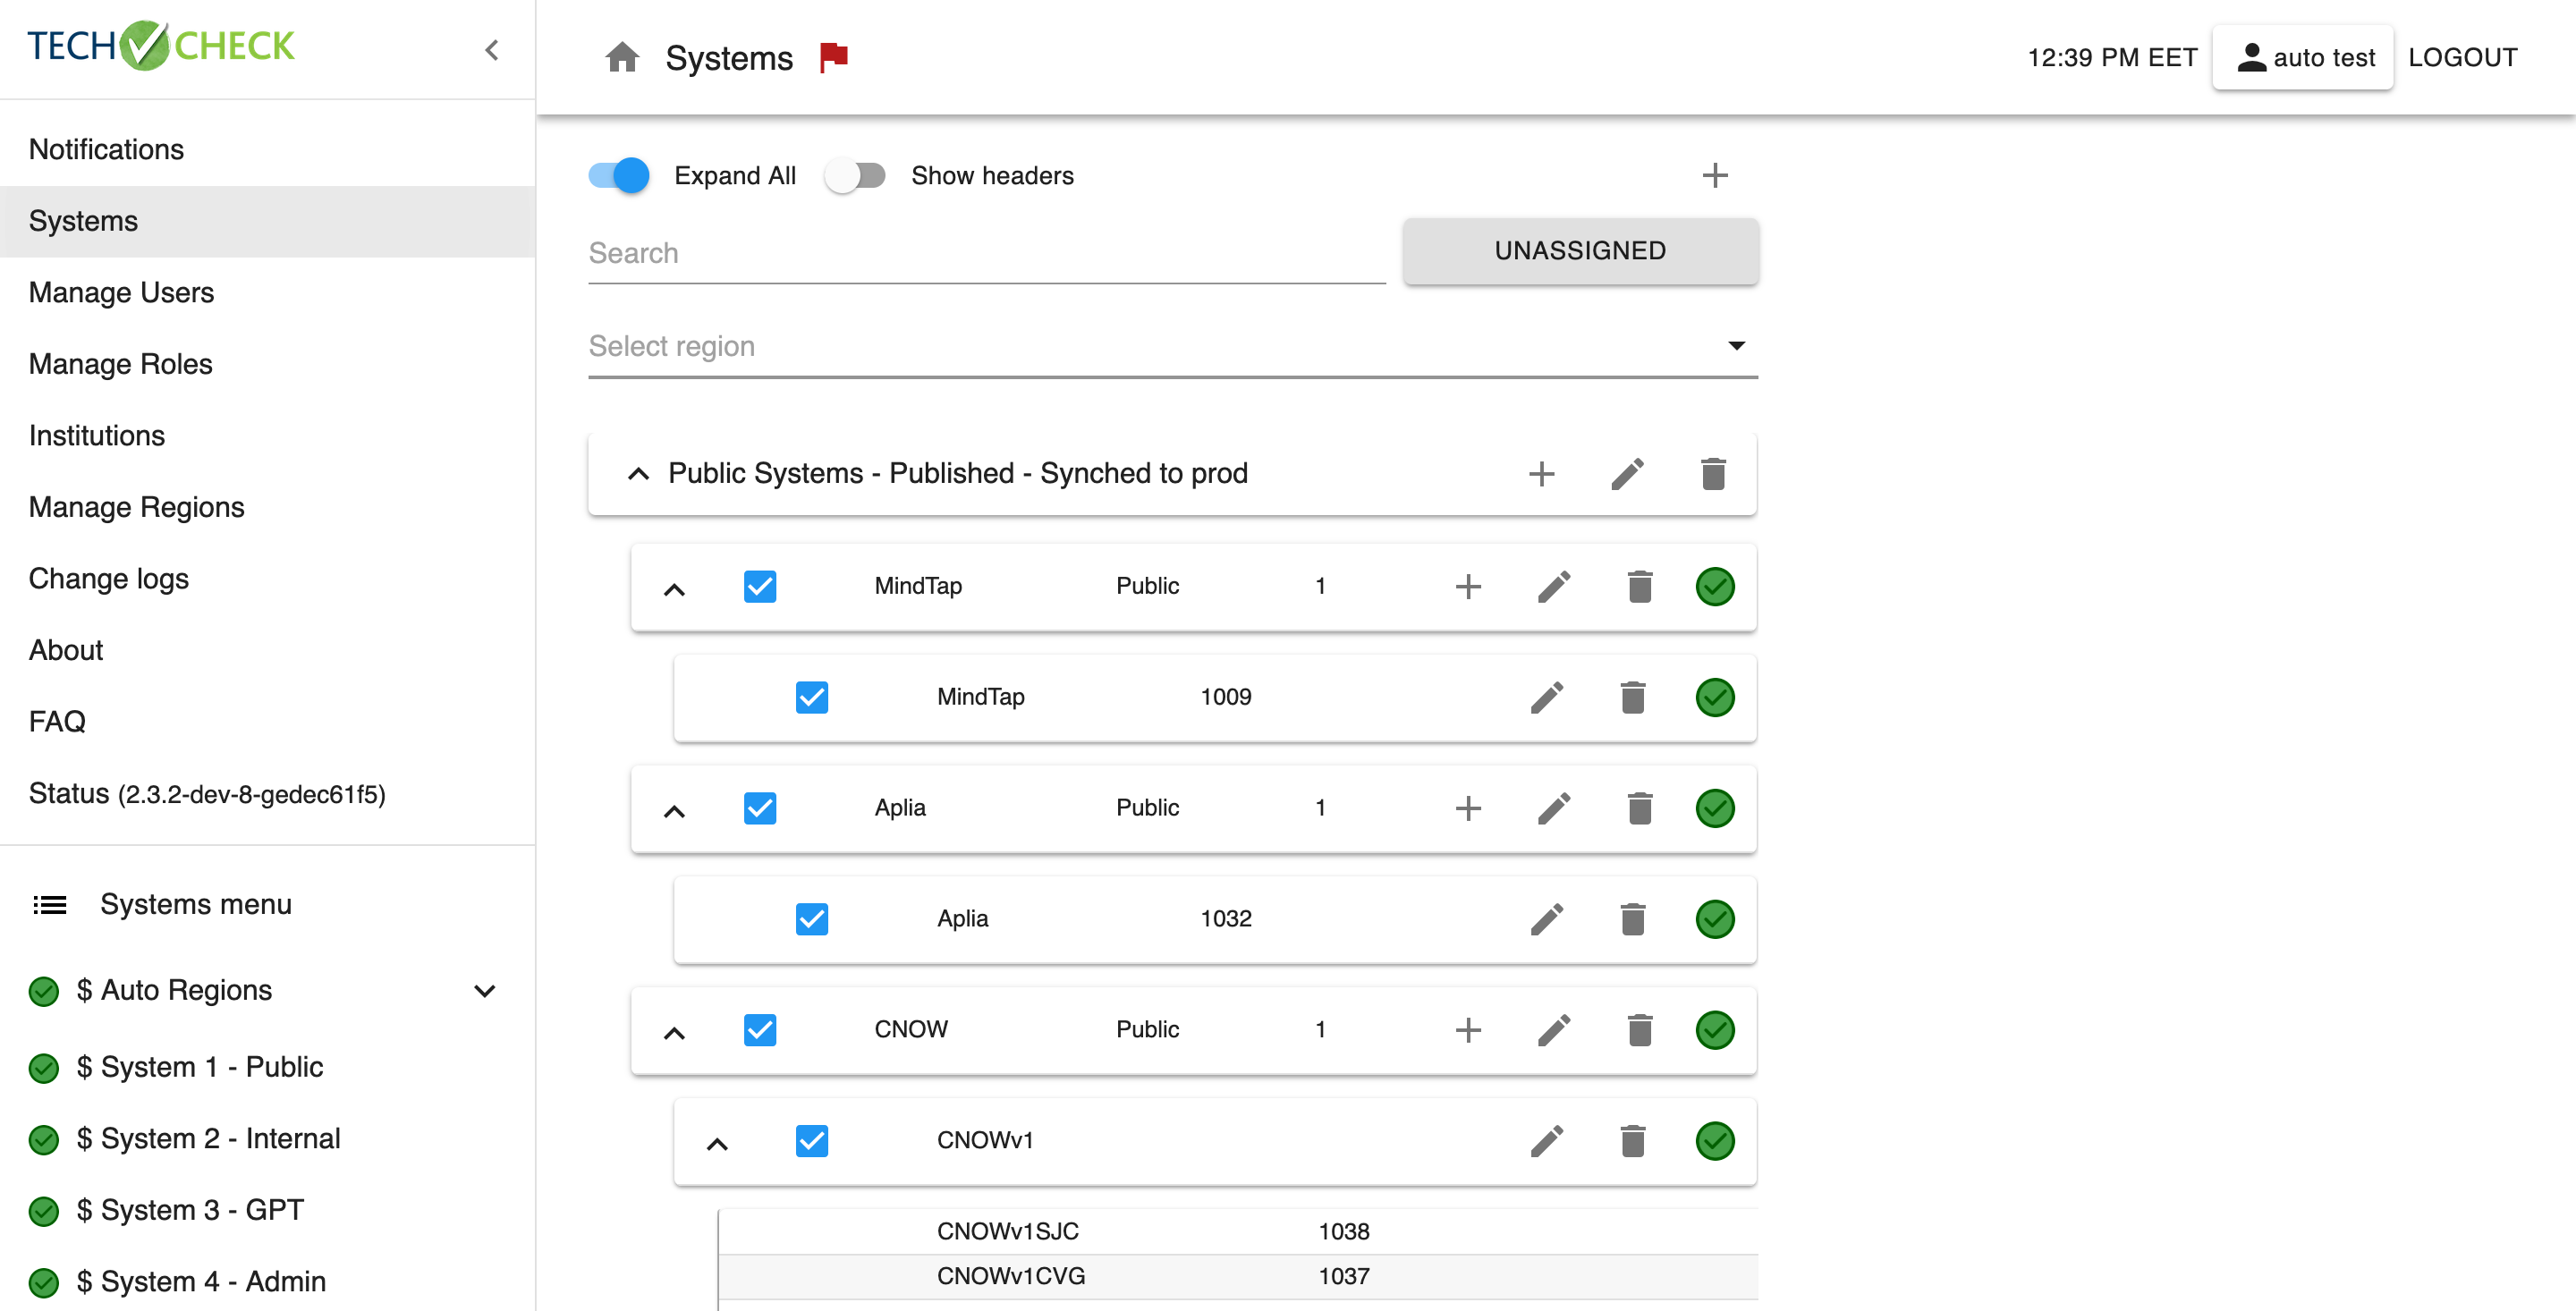 TECH CHECK
Notifications
Systems
Manage Users
Manage Roles
Institutions
Manage Regions
Change logs
About
FAQ
Status (2.3.2-dev-8-gedec61f5)
Systems menu
$ Auto Regions
$ System 1 - Public
$ System 2 - Internal
$ System 3 - GPT
$ System 4 - Admin
Systems
12:39 PM EET auto test LOGOUT
Expand All Show headers
Search UNASSIGNED
Select region
Public Systems - Published - Synched to prod
MindTap Public 1
MindTap 1009
Aplia Public 1
Aplia 1032
CNOW Public 1
CNOWv1
CNOWv1SJC 1038
CNOWv1CVG 1037